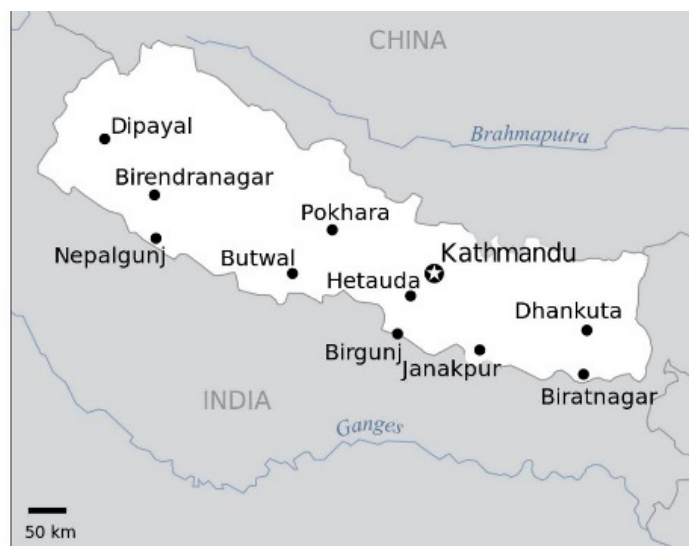 CHINA
Dipayal
Brahmaputra
Birendranagar
Pokhara
Nepalgunj
Butwal
Kathmandu
Hetauda
Dhankuta
Birgunj
Janakpur
Biratnagar
INDIA
Ganges
50 km